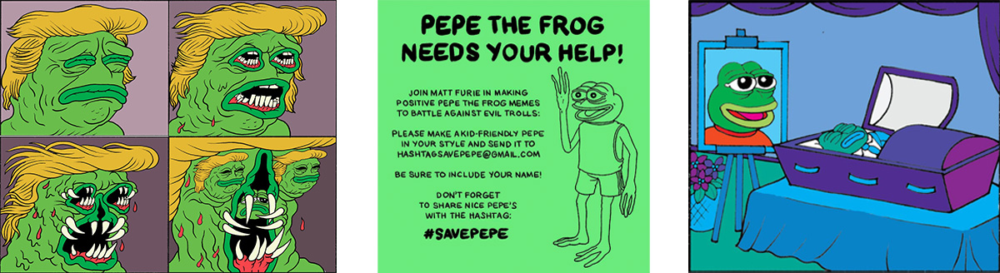 PEPE THE FROG
NEEDS YOUR HELP!
JOIN MATT FURIE IN MAKING
POSITIVE PEPE THE FROG MEMES
TO BATTLE AGAINST EVIL TROLLS:
PLEASE MAKE A KID-FRIENDLY PEPE
IN YOUR STYLE AND SEND IT TO
HASHTAGSAVEPEPE@GMAIL.COM
BE SURE TO INCLUDE YOUR NAME!
DON'T FORGET
TO SHARE NICE PEPE'S
WITH THE HASHTAG:
#SAVEPEPE